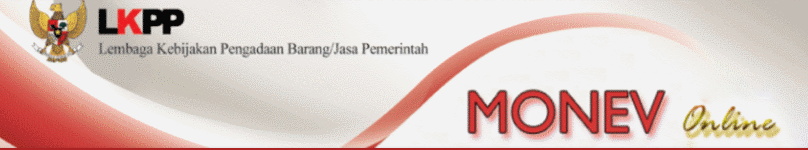 LKPP
Lembaga Kebijakan Pengadaan Barang/Jasa Pemerintah
MONEV Online